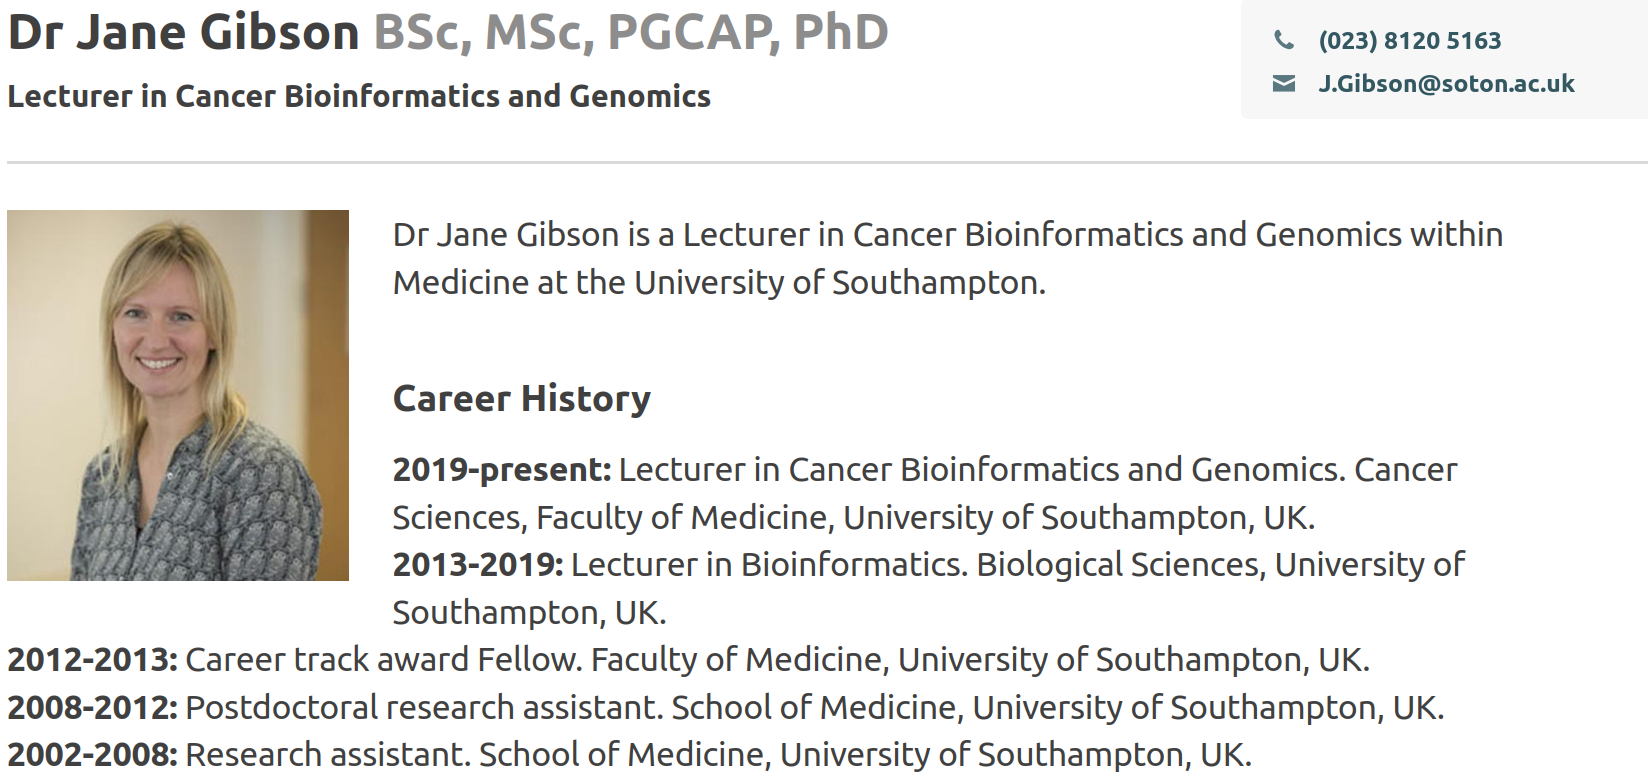 Dr Jane Gibson BSc, MSc, PGCAP, PhD
Lecturer in Cancer Bioinformatics and Genomics
(023) 8120 5163
J.Gibson@soton.ac.uk
Dr Jane Gibson is a Lecturer in Cancer Bioinformatics and Genomics within
Medicine at the University of Southampton.
Career History
2019-present: Lecturer in Cancer Bioinformatics and Genomics. Cancer
Sciences, Faculty of Medicine, University of Southampton, UK.
2013-2019: Lecturer in Bioinformatics. Biological Sciences, University of
Southampton, UK.
2012-2013: Career track award Fellow. Faculty of Medicine, University of Southampton, UK.
2008-2012: Postdoctoral research assistant. School of Medicine, University of Southampton, UK.
2002-2008: Research assistant. School of Medicine, University of Southampton, UK.